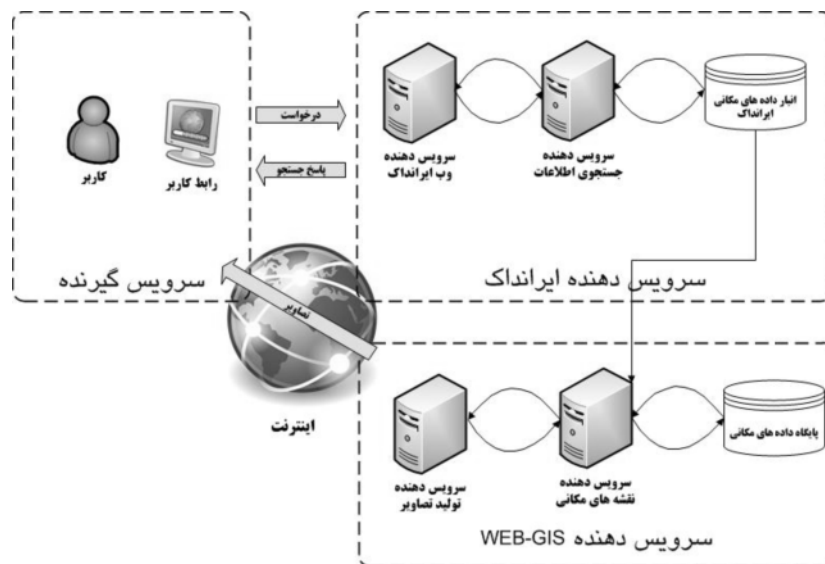 درخواست
پاسخ جستجو
کاربر
رابط کاربر
سرویس گیرنده
سرویس دهنده
وب ایرانداک
سرویس دهنده
جستجوی اطلاعات
انبار داده های مکانی
ایرانداک
سرویس دهنده ایرانداک
تصاویر
اینترنت
سرویس دهنده
تولید تصاویر
سرویس دهنده
نقشه های مکانی
پایگاه داده های مکانی
سرویس دهنده WEB-GIS